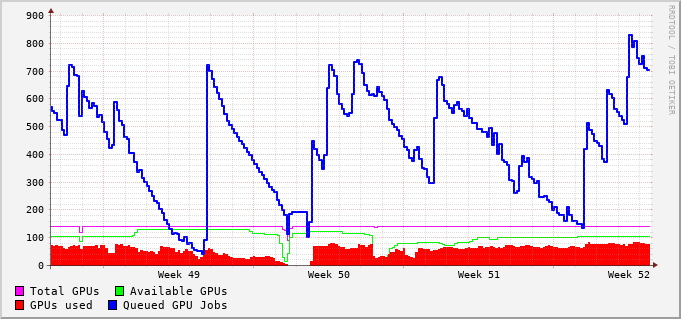 RRDTOOL / TOBI OETIKER
900
800
700
600
500
400
300
200
100
0
Week 49 Week 50 Week 51 Week 52
Total GPUs Available GPUs
GPUs used Queued GPU Jobs